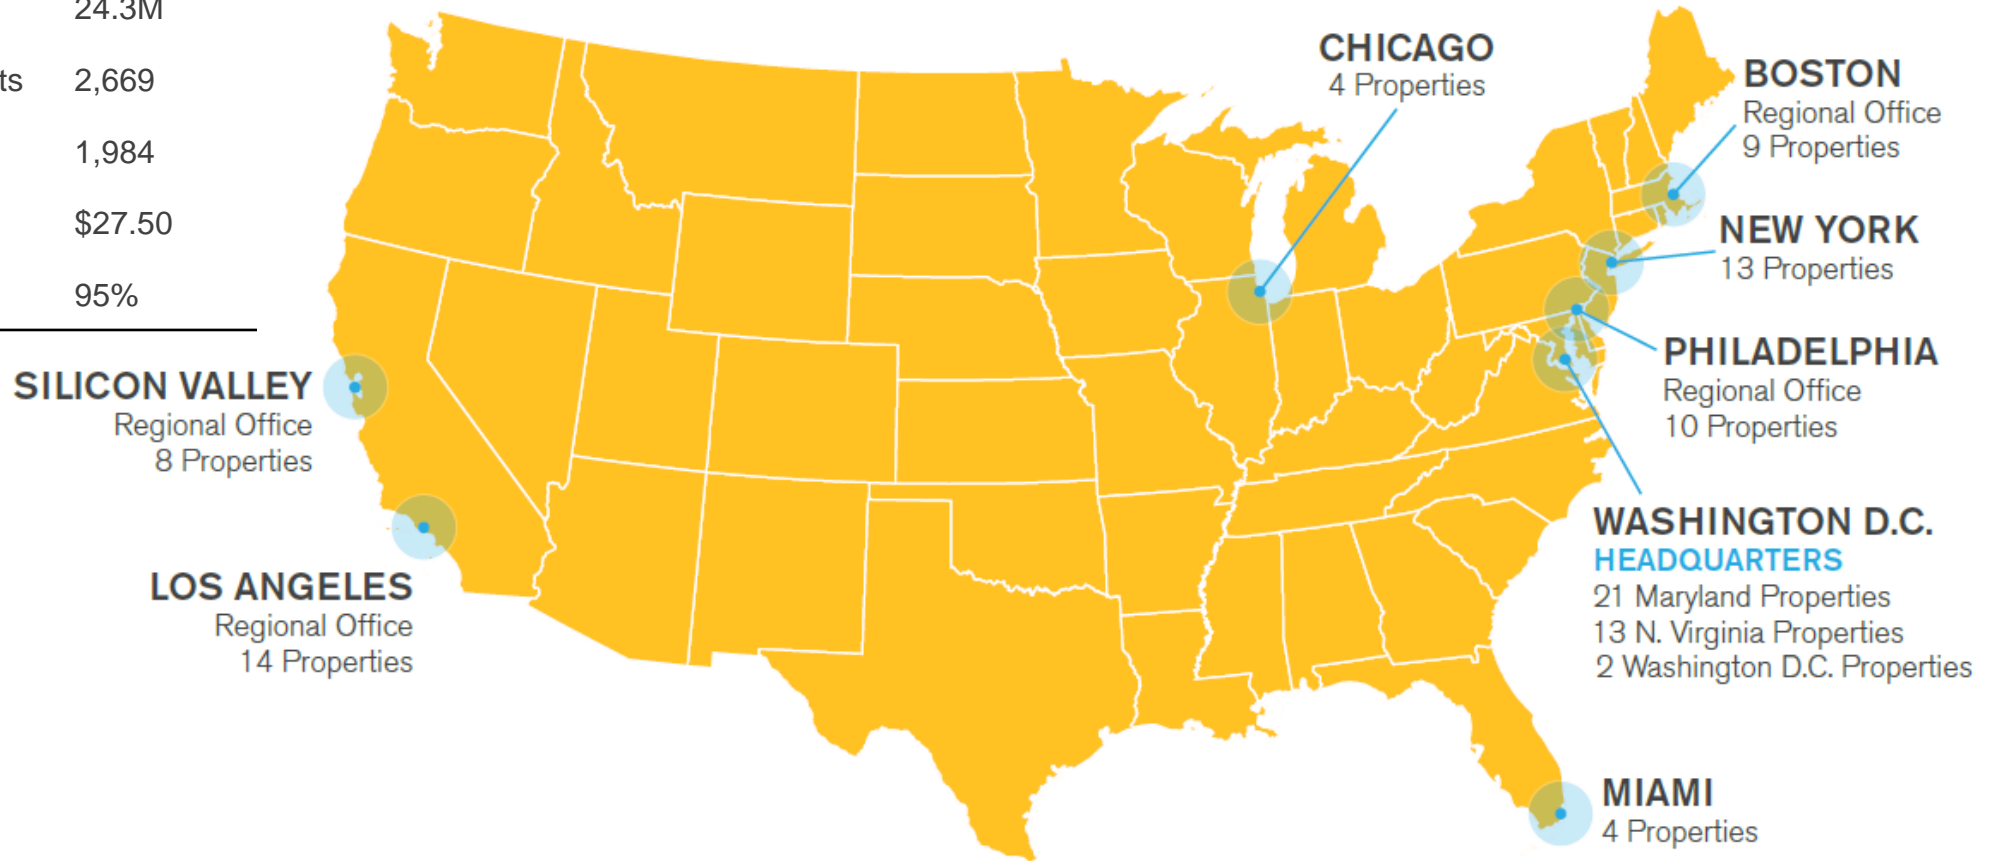 24.3M
ts 2,669
1,984
$27.50
95%
CHICAGO
4 Properties
BOSTON
Regional Office
9 Properties
NEW YORK
13 Properties
PHILADELPHIA
Regional Office
10 Properties
SILICON VALLEY
Regional Office
8 Properties
LOS ANGELES
Regional Office
14 Properties
WASHINGTON D.C.
HEADQUARTERS
21 Maryland Properties
13 N. Virginia Properties
2 Washington D.C. Properties
MIAMI
4 Properties